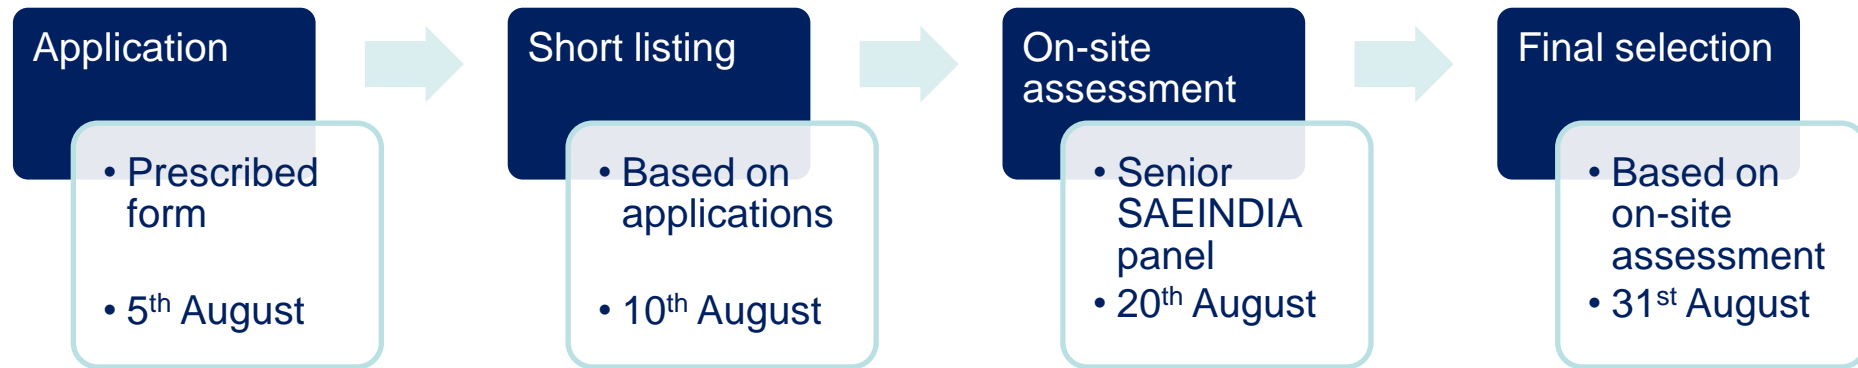 Application
• Prescribed
form
• 5th August
Short listing
• Based on
applications
• 10th August
On-site
assessment
• Senior
SAEINDIA
panel
• 20th August
Final selection
• Based on
on-site
assessment
• 31st August